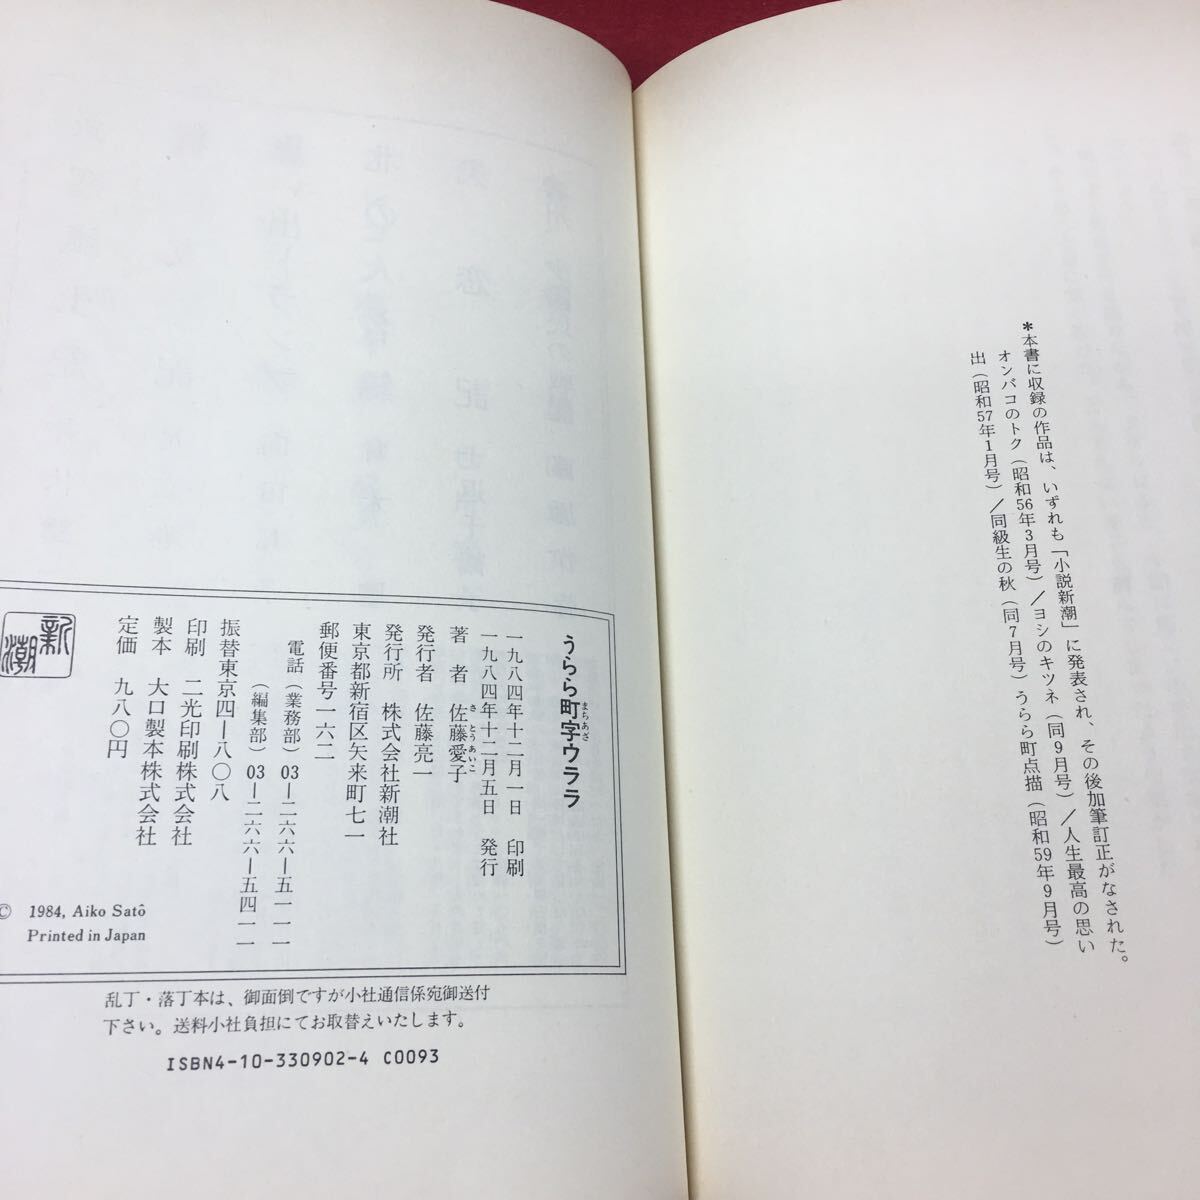 ＊本書に収録の作品は、いずれも「小説新潮」に発表され、その後加筆訂正がなされた。
オンバコのトク（昭和56年3月号）／ヨシのキツネ（同9月号）／人生最高の思い
出（昭和57年1月号）／同級生の秋（同7月号）うらら町点描（昭和59年9月号）
うらら町字ウララ
まちあざ
一九八四年十二月一日　印刷
一九八四年十二月五日　発行
著　者　佐藤愛子
さとうあいこ
発行者　佐藤亮一
発行所　株式会社新潮社
東京都新宿区矢来町七一
郵便番号一六二
電話（業務部）03―二六六―五一一一
（編集部）03―二六六―五四一一
振替東京四―八〇八
印刷　二光印刷株式会社
製本　大口製本株式会社
定価　九八〇円
新潮
© 1984, Aiko Satô
Printed in Japan
乱丁・落丁本は、御面倒ですが小社通信係宛御送付
下さい。送料小社負担にてお取替えいたします。
ISBN4-10-330902-4 C0093